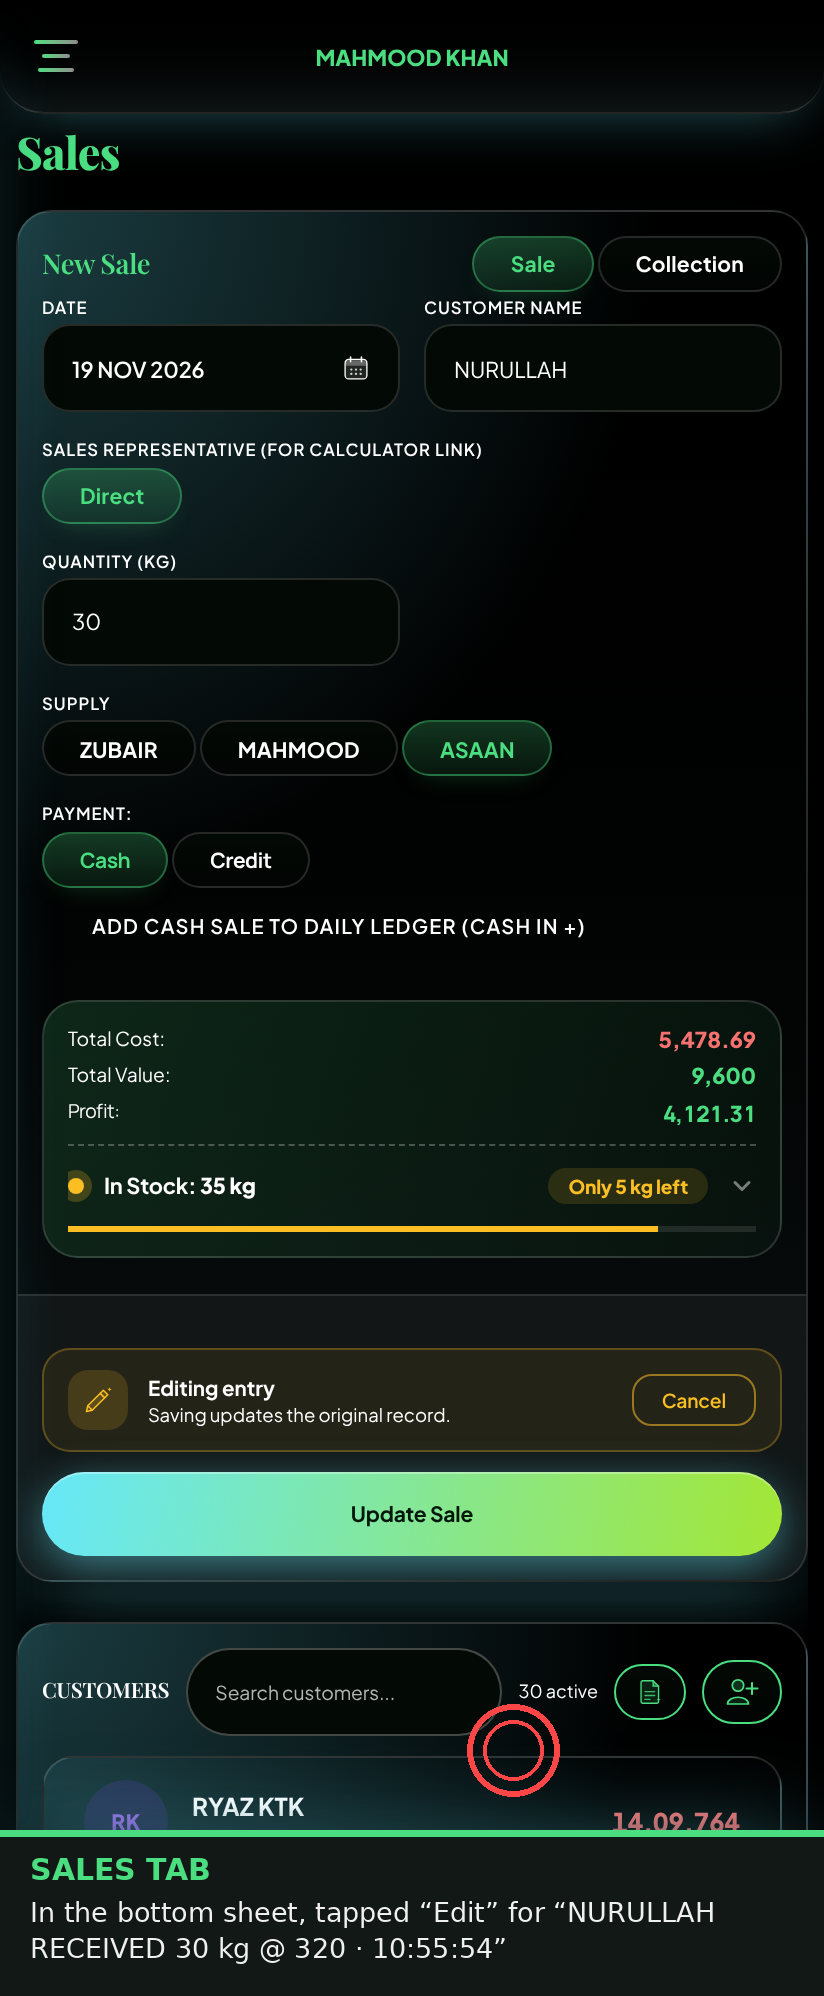 MAHMOOD KHAN
Sales
New Sale
Sale
Collection
DATE
CUSTOMER NAME
19 NOV 2026
NURULLAH
SALES REPRESENTATIVE (FOR CALCULATOR LINK)
Direct
QUANTITY (KG)
30
SUPPLY
ZUBAIR
MAHMOOD
ASAAN
PAYMENT:
Cash
Credit
ADD CASH SALE TO DAILY LEDGER (CASH IN +)
Total Cost: 5,478.69
Total Value: 9,600
Profit: 4,121.31
In Stock: 35 kg
Only 5 kg left
Editing entry
Saving updates the original record.
Cancel
Update Sale
CUSTOMERS
Search customers...
30 active
RK
RYAZ KTK
14,09,764
SALES TAB
In the bottom sheet, tapped “Edit” for “NURULLAH
RECEIVED 30 kg @ 320 · 10:55:54”